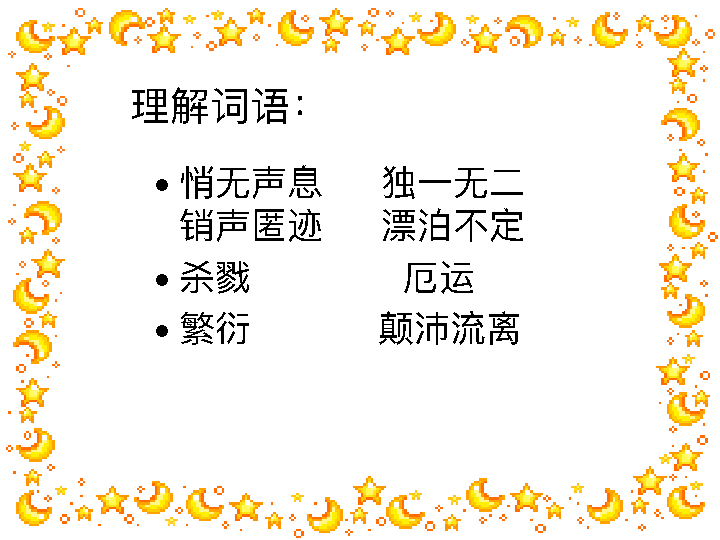 理解词语：
• 悄无声息 独一无二
销声匿迹 漂泊不定
• 杀戮 厄运
• 繁衍 颠沛流离